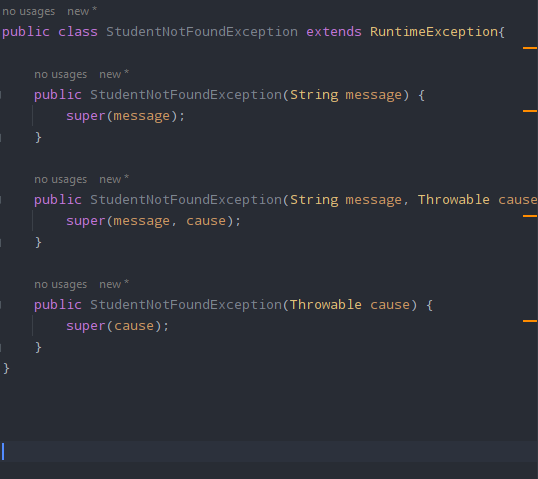 no usages new *
public class StudentNotFoundException extends RuntimeException{
no usages new *
public StudentNotFoundException(String message) {
super(message);
}
no usages new *
public StudentNotFoundException(String message, Throwable cause
super(message, cause);
}
no usages new *
public StudentNotFoundException(Throwable cause) {
super(cause);
}
}